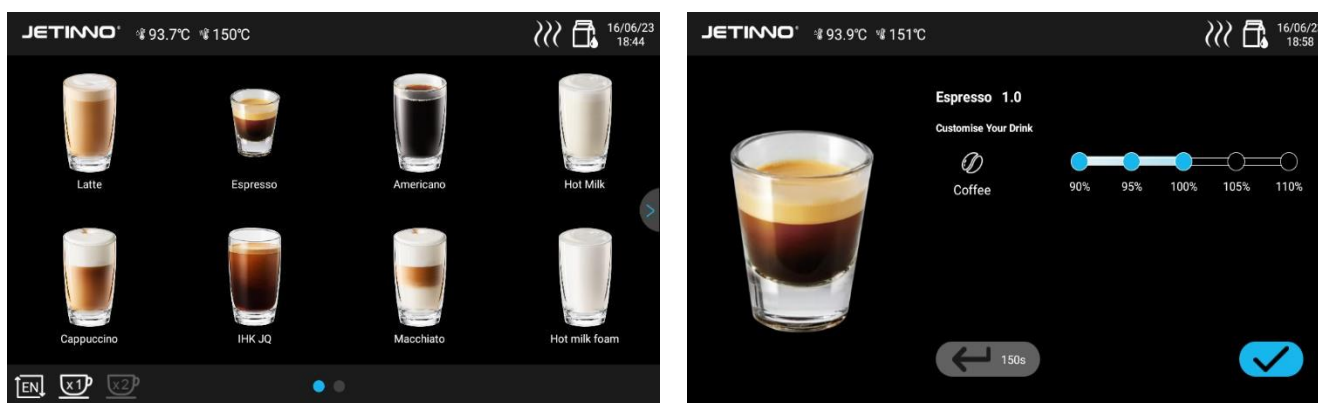 JETINNO 93.7℃ 150℃ 16/06/23
18:44
Latte Espresso Americano Hot Milk
Cappuccino IHK JQ Macchiato Hot milk foam
EN x1 x2
JETINNO 93.9℃ 151℃ 16/06/23
18:58
Espresso 1.0
Customise Your Drink
Coffee
90% 95% 100% 105% 110%
150s